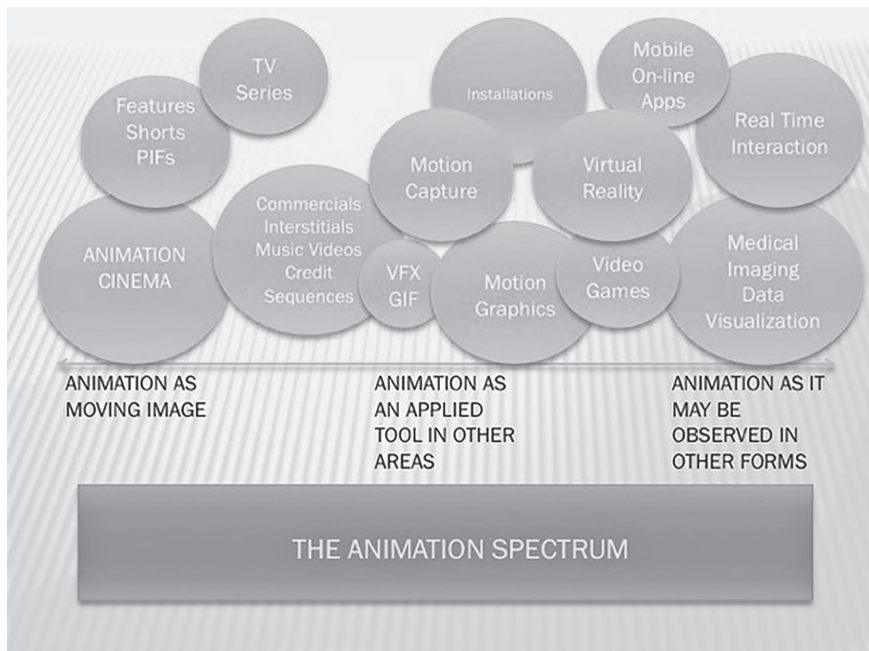 TV
Series
Features
Shorts
PIFs
ANIMATION
CINEMA
Commercials
Interstitials
Music Videos
Credit
Sequences
VFX
GIF
Motion
Capture
Installations
Motion
Graphics
Virtual
Reality
Video
Games
Mobile
On-line
Apps
Real Time
Interaction
Medical
Imaging
Data
Visualization
ANIMATION AS
MOVING IMAGE
ANIMATION AS
AN APPLIED
TOOL IN OTHER
AREAS
ANIMATION AS IT
MAY BE
OBSERVED IN
OTHER FORMS
THE ANIMATION SPECTRUM